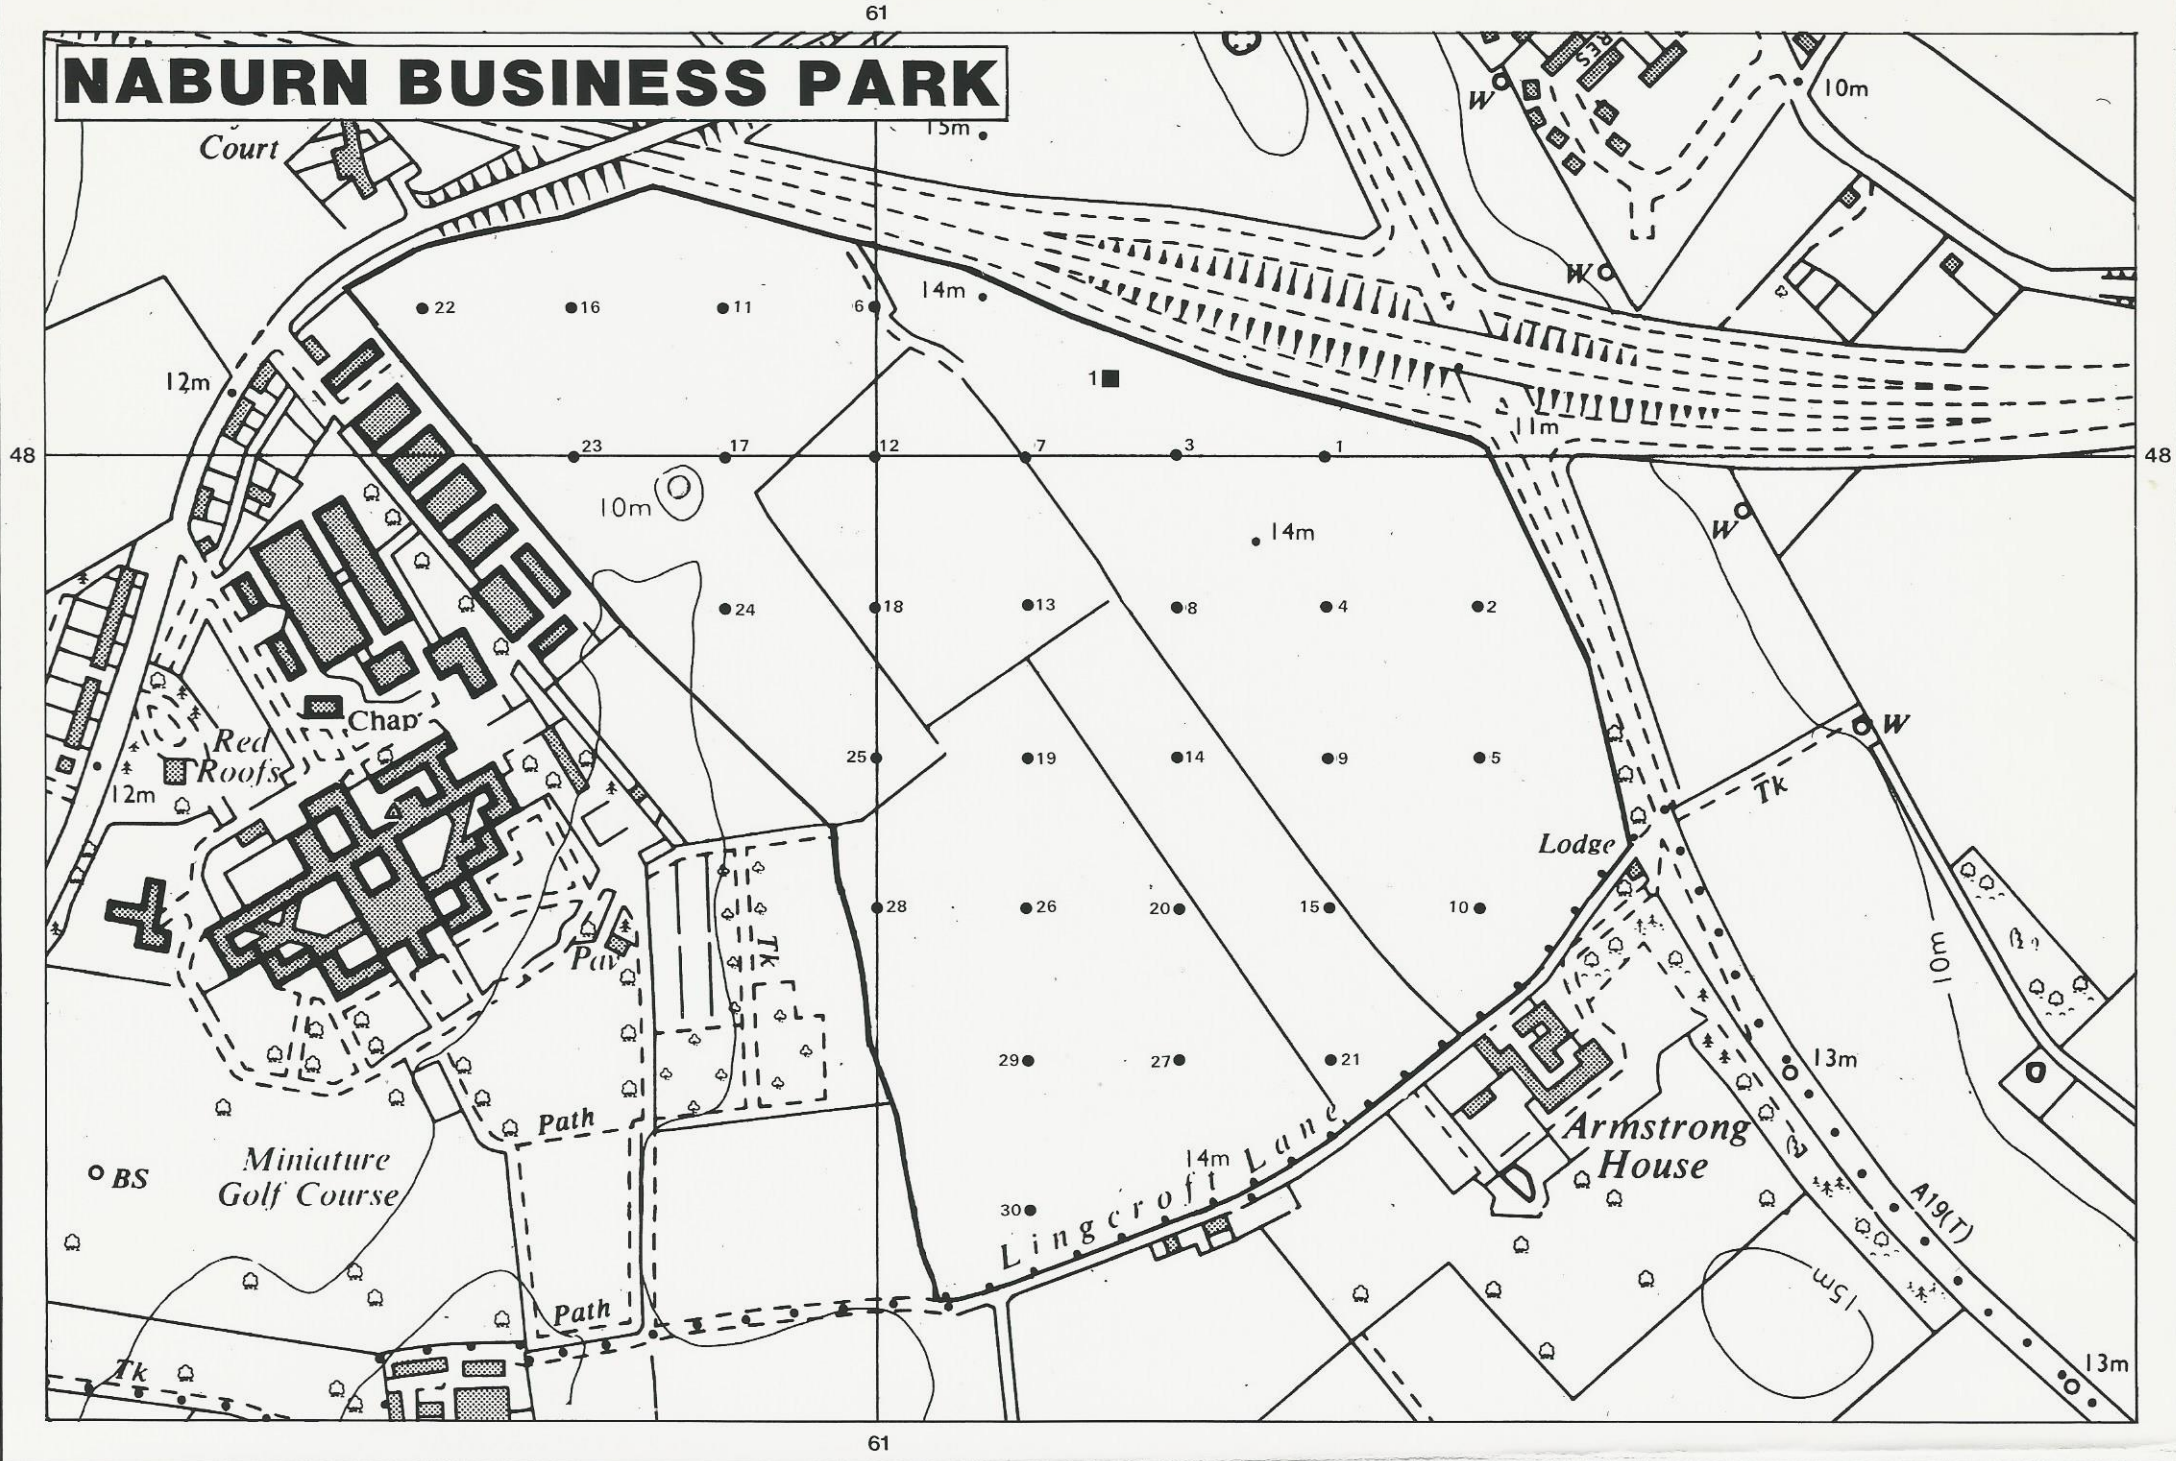 61
NABURN BUSINESS PARK
RES
10m
W
15m
Court
W
22
16
11
6
14m
1
12m
11m
48
23
17
12
7
3
1
48
10m
14m
W
24
18
13
8
4
2
Chap
Red
Roofs
W
25
19
14
9
5
12m
Tk
Lodge
28
26
20
15
10
Tk
Pav
10m
29
27
21
13m
Path
Armstrong
House
14m
Miniature
Golf Course
BS
Lingcroft Lane
30
A19(T)
15m
Path
Tk
13m
61